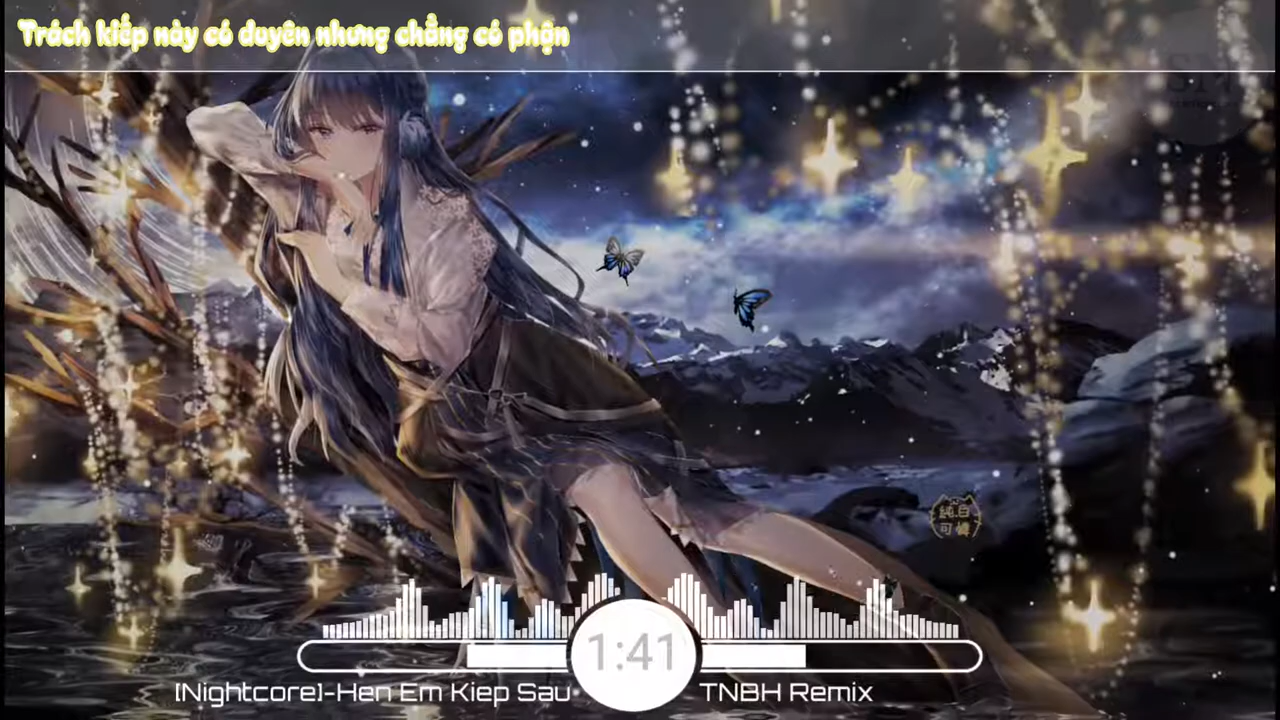 Trách kiếp này có duyên nhưng chẳng có phận
1:41
[Nightcore]-Hen Em Kiep Sau
TNBH Remix